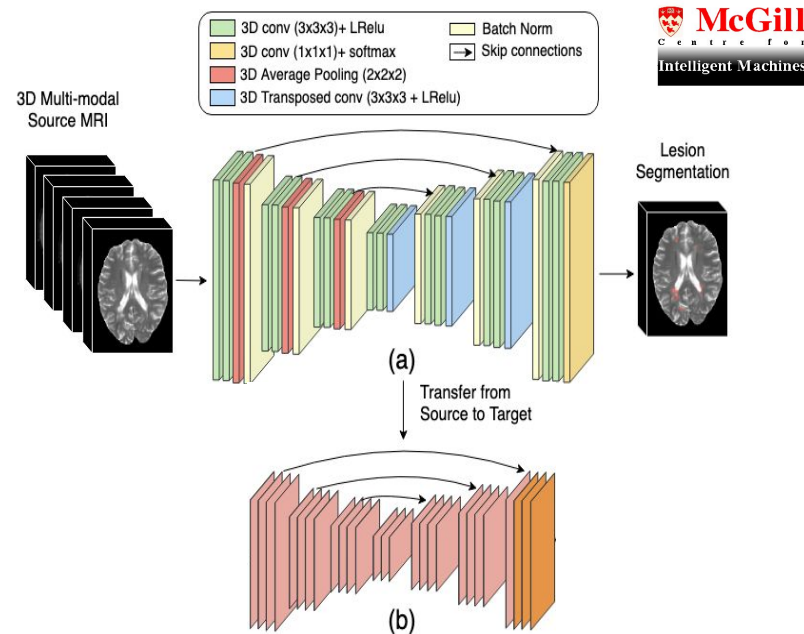 3D conv (3x3x3)+ LRelu
3D conv (1x1x1)+ softmax
3D Average Pooling (2x2x2)
3D Transposed conv (3x3x3 + LRelu)
Batch Norm
Skip connections
McGill
Centre for
Intelligent Machines
3D Multi-modal
Source MRI
Lesion
Segmentation
(a)
Transfer from
Source to Target
(b)